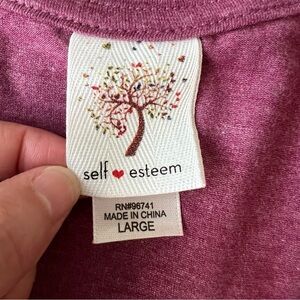 self ❤ esteem
RN#96741
MADE IN CHINA
LARGE